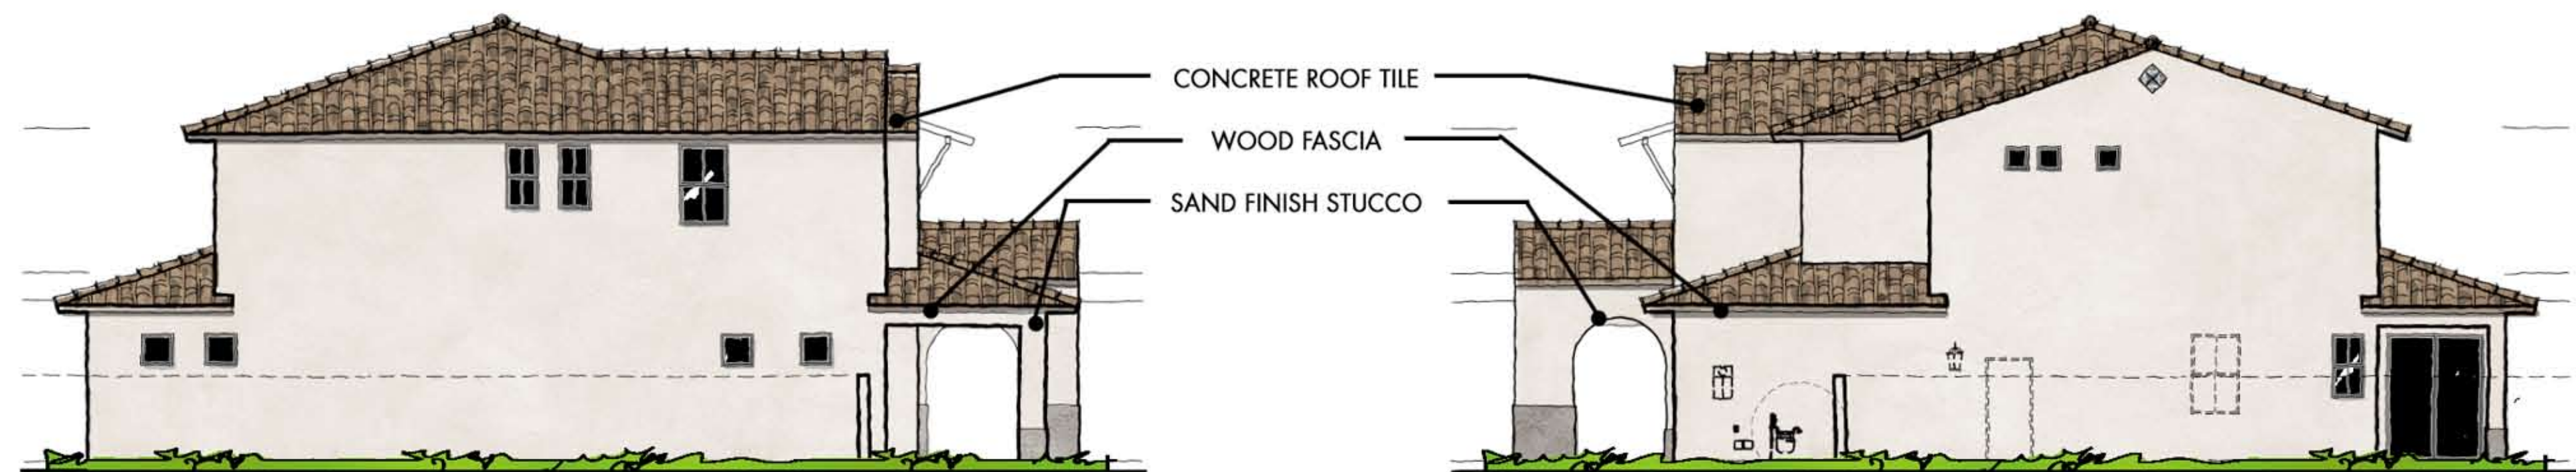 CONCRETE ROOF TILE
WOOD FASCIA
SAND FINISH STUCCO